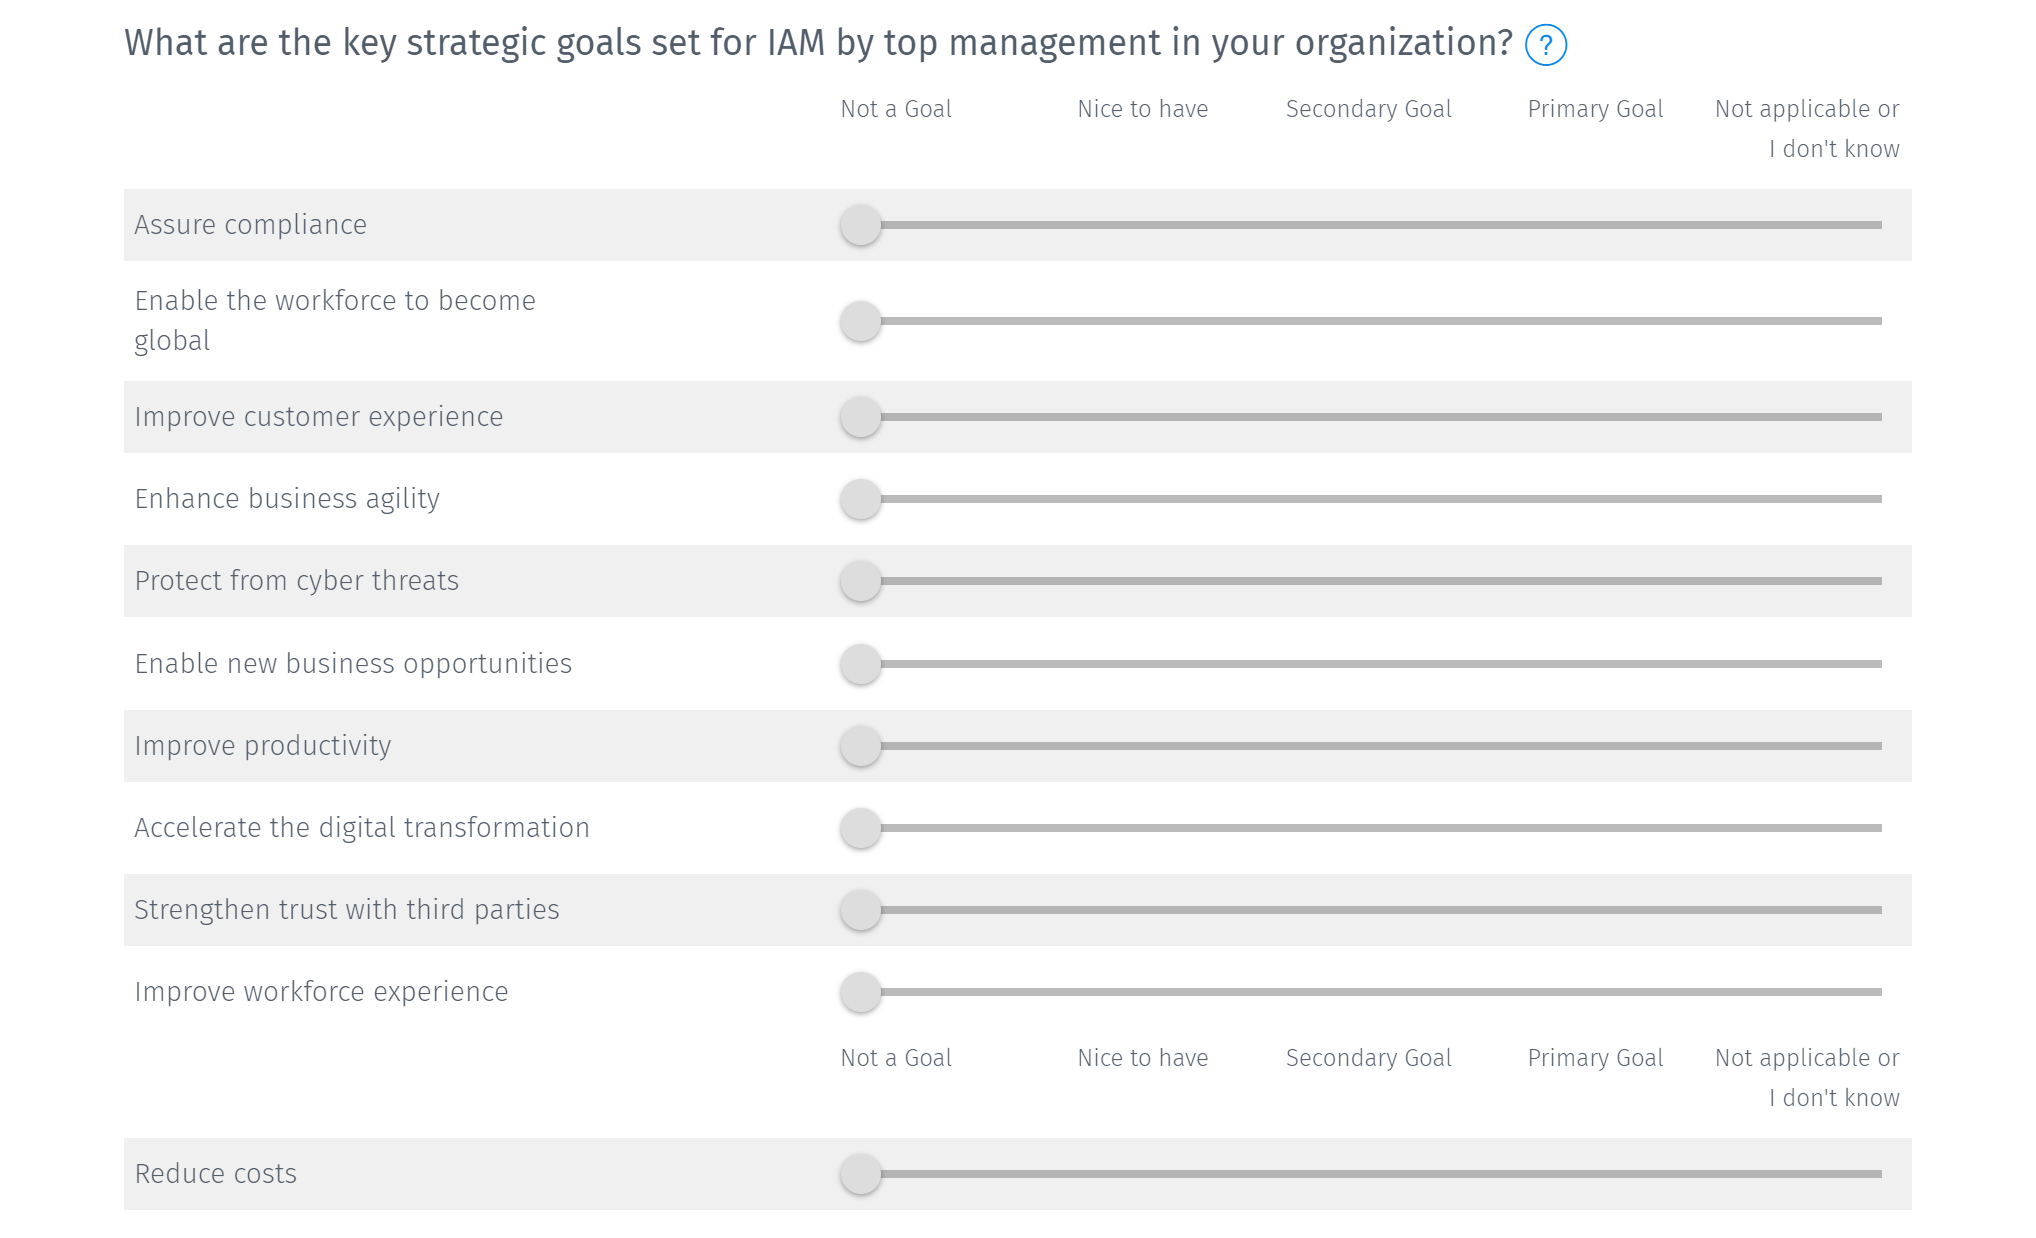 What are the key strategic goals set for IAM by top management in your organization? ?
Not a Goal Nice to have Secondary Goal Primary Goal Not applicable or
I don't know
Assure compliance
Enable the workforce to become
global
Improve customer experience
Enhance business agility
Protect from cyber threats
Enable new business opportunities
Improve productivity
Accelerate the digital transformation
Strengthen trust with third parties
Improve workforce experience
Not a Goal Nice to have Secondary Goal Primary Goal Not applicable or
I don't know
Reduce costs